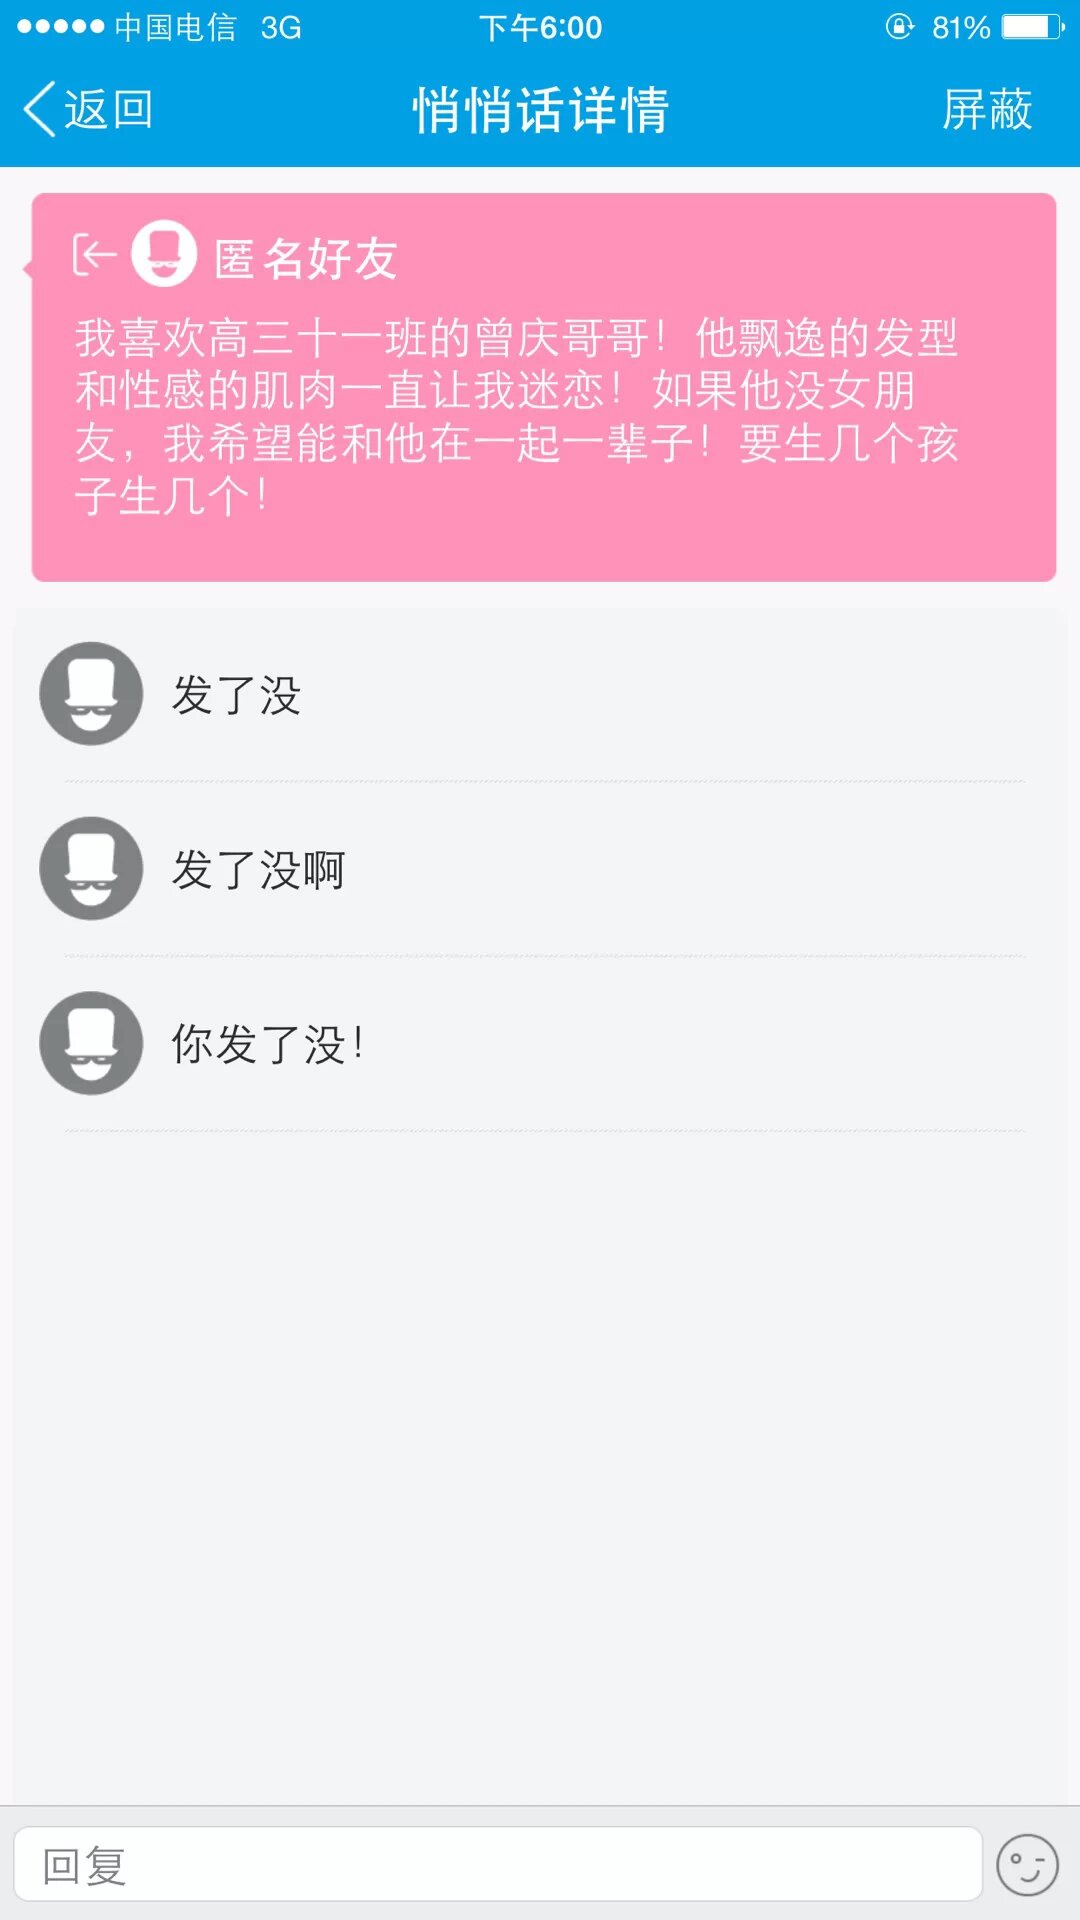 中国电信 3G 下午6:00 81%
返回 悄悄话详情 屏蔽
匿名好友
我喜欢高三十一班的曾庆哥哥！他飘逸的发型
和性感的肌肉一直让我迷恋！如果他没女朋
友，我希望能和他在一起一辈子！要生几个孩
子生几个！
发了没
发了没啊
你发了没！
回复